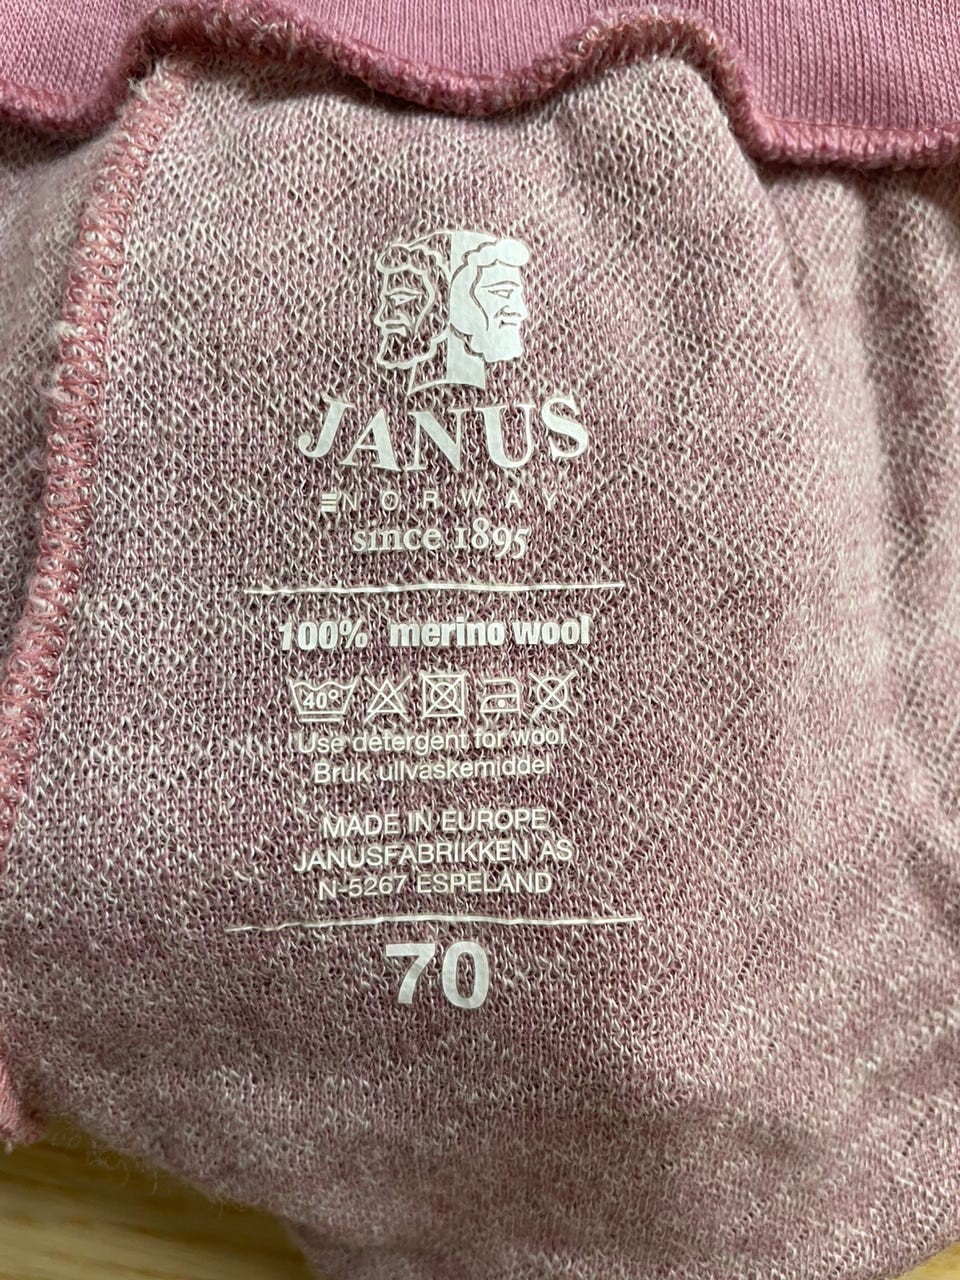 JANUS
NORWAY
since 1895
100% merino wool
40°
Use detergent for wool
Bruk ullvaskemiddel
MADE IN EUROPE
JANUSFABRIKKEN AS
N-5267 ESPELAND
70